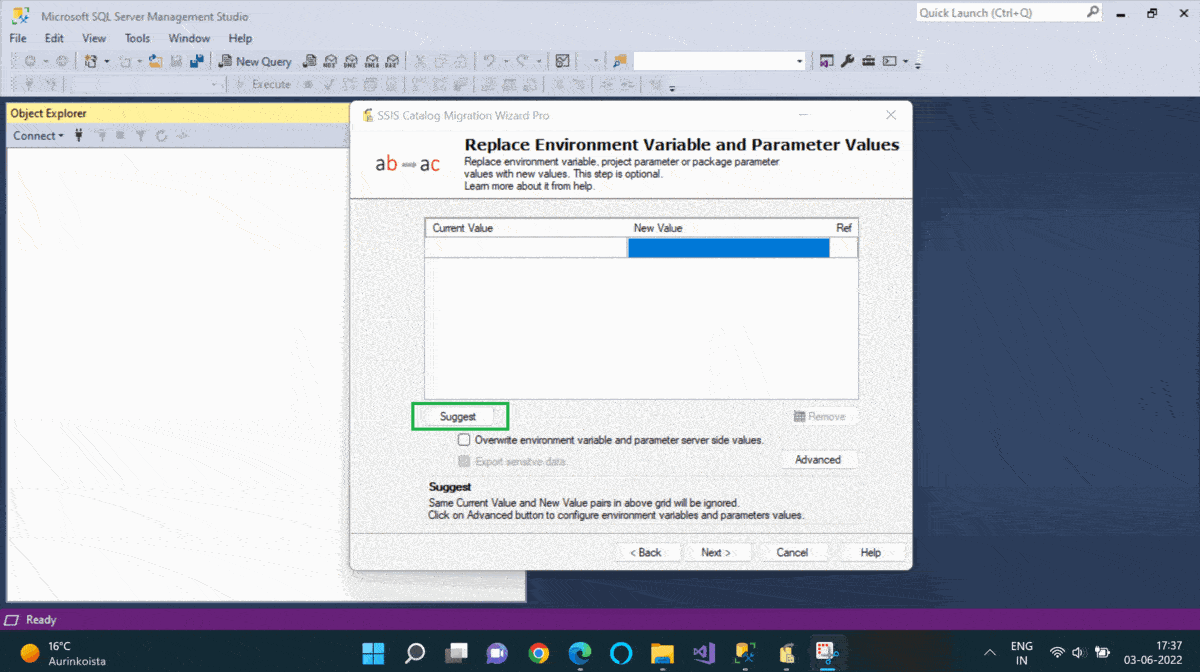 Microsoft SQL Server Management Studio
Quick Launch (Ctrl+Q)
File Edit View Tools Window Help
New Query
Execute
Object Explorer
Connect
SSIS Catalog Migration Wizard Pro
ab ac
Replace Environment Variable and Parameter Values
Replace environment variable, project parameter or package parameter
values with new values. This step is optional.
Learn more about it from help.
Current Value New Value Ref
Suggest
Remove
Overwrite environment variable and parameter server side values.
Export sensitve data.
Advanced
Suggest
Same Current Value and New Value pairs in above grid will be ignored.
Click on Advanced button to configure environment variables and parameters values.
< Back Next > Cancel Help
Ready
16°C
Aurinkoista
ENG
IN
17:37
03-06-2022